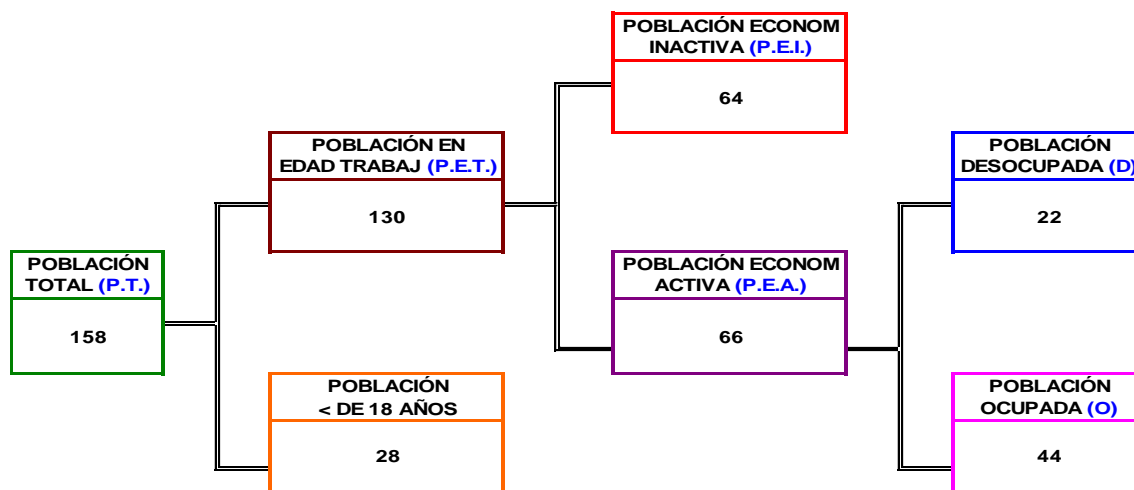 POBLACIÓN ECONOM
INACTIVA (P.E.I.)
64
POBLACIÓN EN
EDAD TRABAJ (P.E.T.)
130
POBLACIÓN
DESOCUPADA (D)
22
POBLACIÓN
TOTAL (P.T.)
158
POBLACIÓN ECONOM
ACTIVA (P.E.A.)
66
POBLACIÓN
< DE 18 AÑOS
28
POBLACIÓN
OCUPADA (O)
44